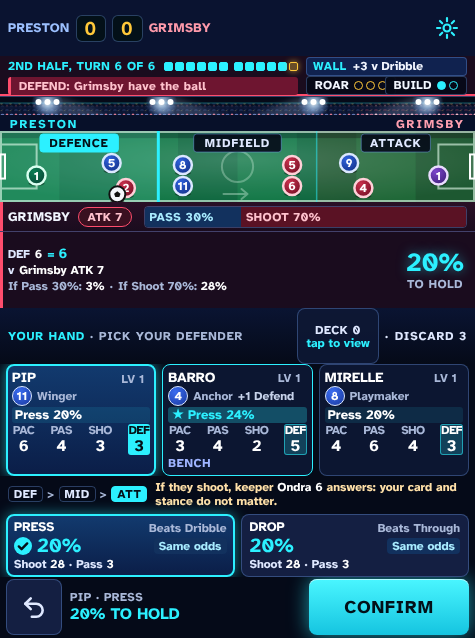 PRESTON 0 0 GRIMSBY
2ND HALF, TURN 6 OF 6
WALL +3 v Dribble
DEFEND: Grimsby have the ball
ROAR BUILD
PRESTON GRIMSBY
DEFENCE MIDFIELD ATTACK
5 8 5 9
1 1
2 11 6 4
GRIMSBY ATK 7 PASS 30% SHOOT 70%
DEF 6 = 6
v Grimsby ATK 7
If Pass 30%: 3% · If Shoot 70%: 28%
20%
TO HOLD
YOUR HAND · PICK YOUR DEFENDER
DECK 0
tap to view
· DISCARD 3
PIP LV 1
11 Winger
Press 20%
PAC PAS SHO DEF
6 4 3 3
BARRO LV 1
4 Anchor +1 Defend
★ Press 24%
PAC PAS SHO DEF
3 4 2 5
BENCH
MIRELLE LV 1
8 Playmaker
Press 20%
PAC PAS SHO DEF
4 6 4 3
DEF > MID > ATT
If they shoot, keeper Ondra 6 answers: your card and
stance do not matter.
PRESS Beats Dribble
20% Same odds
Shoot 28 · Pass 3
DROP Beats Through
20% Same odds
Shoot 28 · Pass 3
PIP · PRESS
20% TO HOLD
CONFIRM